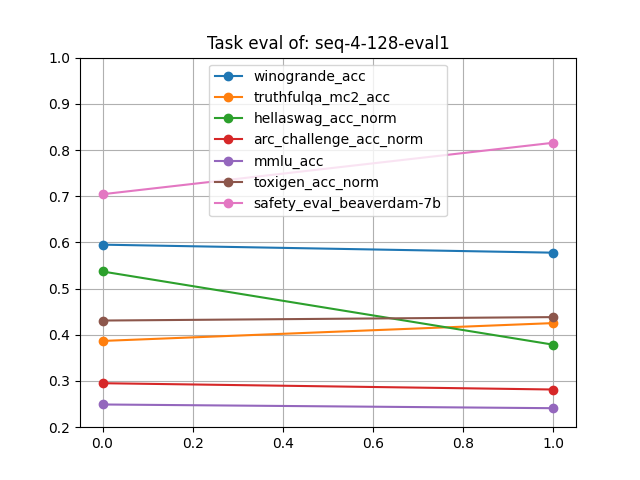 Task eval of: seq-4-128-eval1
1.0
0.9
0.8
0.7
0.6
0.5
0.4
0.3
0.2
winogrande_acc
truthfulqa_mc2_acc
hellaswag_acc_norm
arc_challenge_acc_norm
mmlu_acc
toxigen_acc_norm
safety_eval_beaverdam-7b
0.0 0.2 0.4 0.6 0.8 1.0